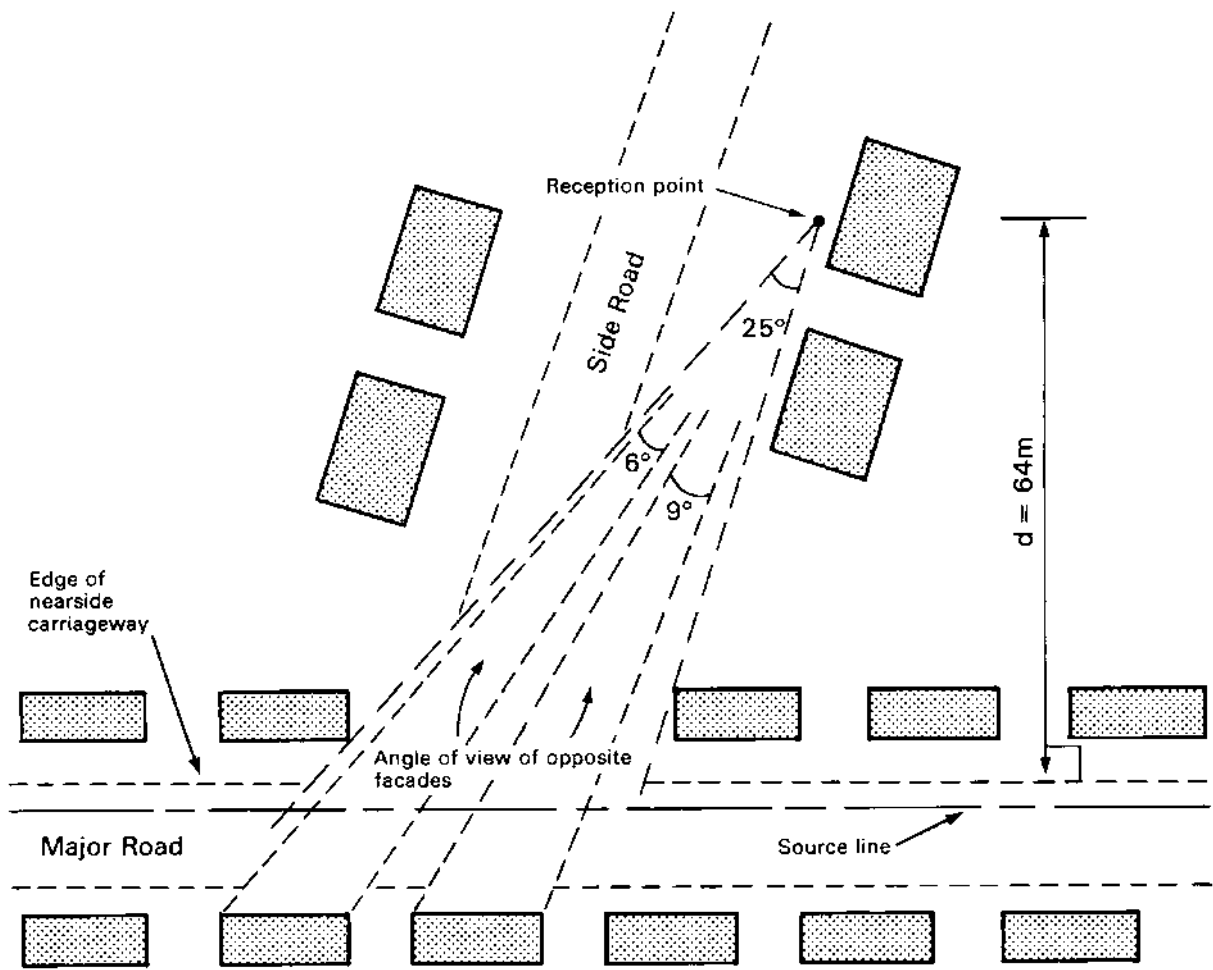 Reception point
Side Road
25°
6°
9°
d = 64m
Edge of
nearside
carriageway
Angle of view of opposite
facades
Major Road
Source line